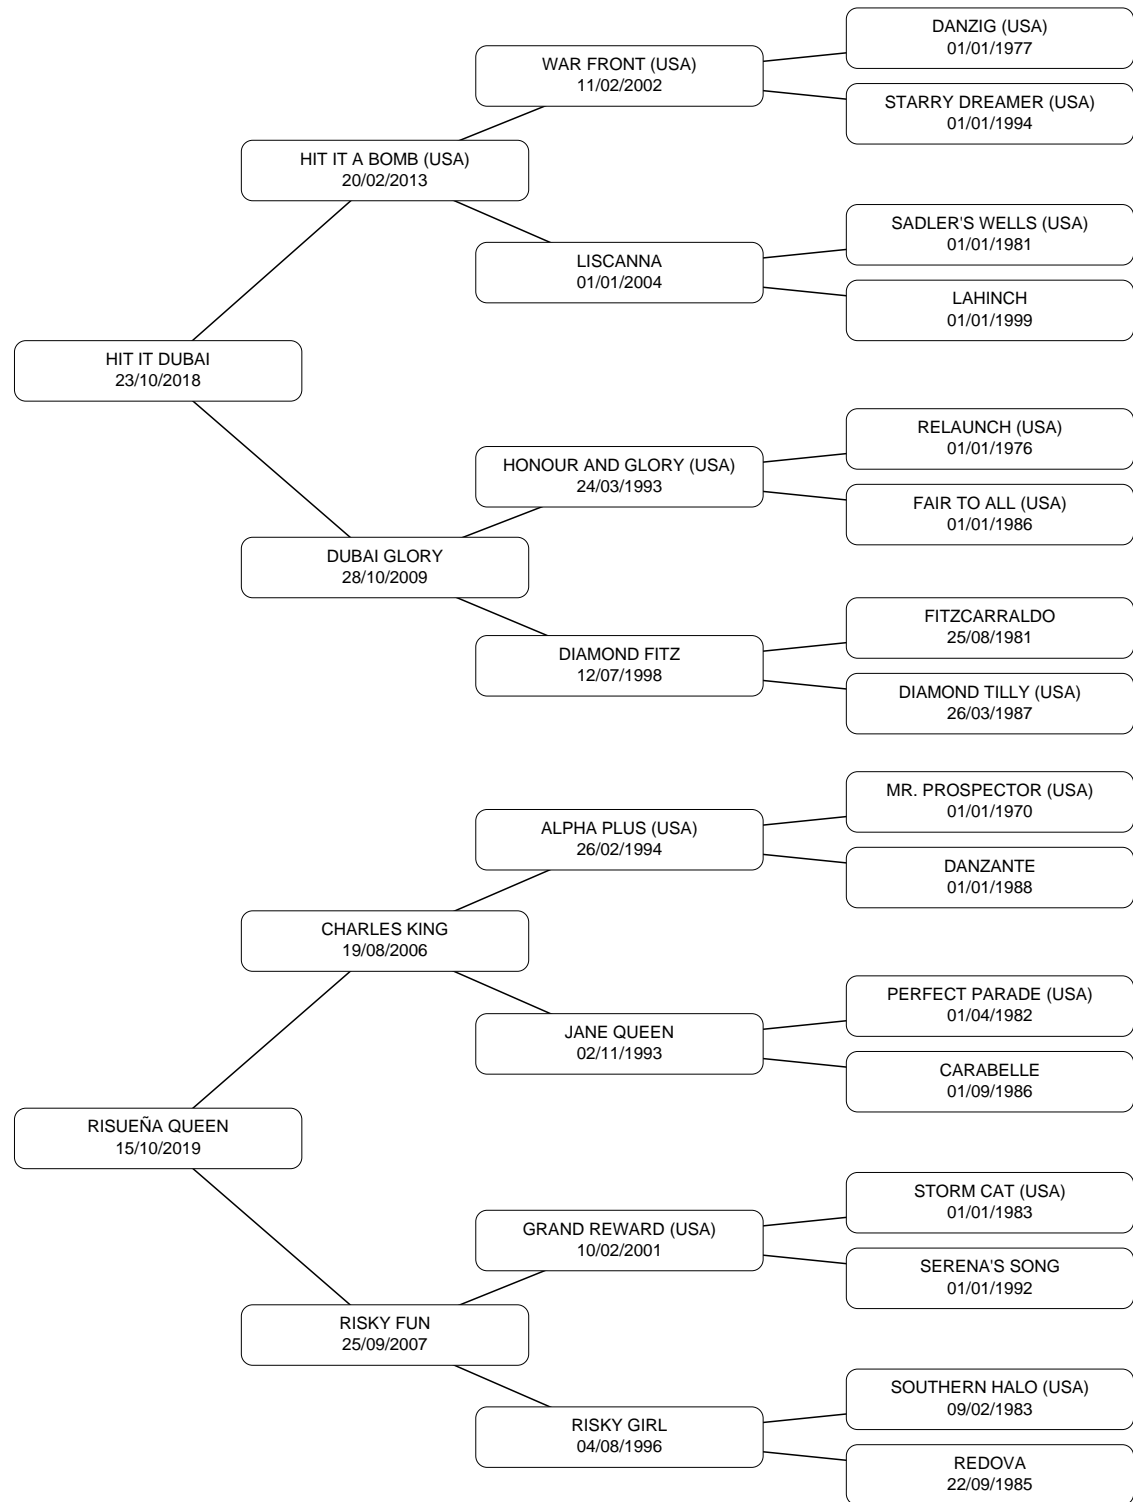 DANZIG (USA)
01/01/1977
WAR FRONT (USA)
11/02/2002
STARRY DREAMER (USA)
01/01/1994
HIT IT A BOMB (USA)
20/02/2013
SADLER'S WELLS (USA)
01/01/1981
LISCANNA
01/01/2004
LAHINCH
01/01/1999
HIT IT DUBAI
23/10/2018
RELAUNCH (USA)
01/01/1976
HONOUR AND GLORY (USA)
24/03/1993
FAIR TO ALL (USA)
01/01/1986
DUBAI GLORY
28/10/2009
FITZCARRALDO
25/08/1981
DIAMOND FITZ
12/07/1998
DIAMOND TILLY (USA)
26/03/1987
MR. PROSPECTOR (USA)
01/01/1970
ALPHA PLUS (USA)
26/02/1994
DANZANTE
01/01/1988
CHARLES KING
19/08/2006
PERFECT PARADE (USA)
01/04/1982
JANE QUEEN
02/11/1993
CARABELLE
01/09/1986
RISUEÑA QUEEN
15/10/2019
STORM CAT (USA)
01/01/1983
GRAND REWARD (USA)
10/02/2001
SERENA'S SONG
01/01/1992
RISKY FUN
25/09/2007
SOUTHERN HALO (USA)
09/02/1983
RISKY GIRL
04/08/1996
REDOVA
22/09/1985